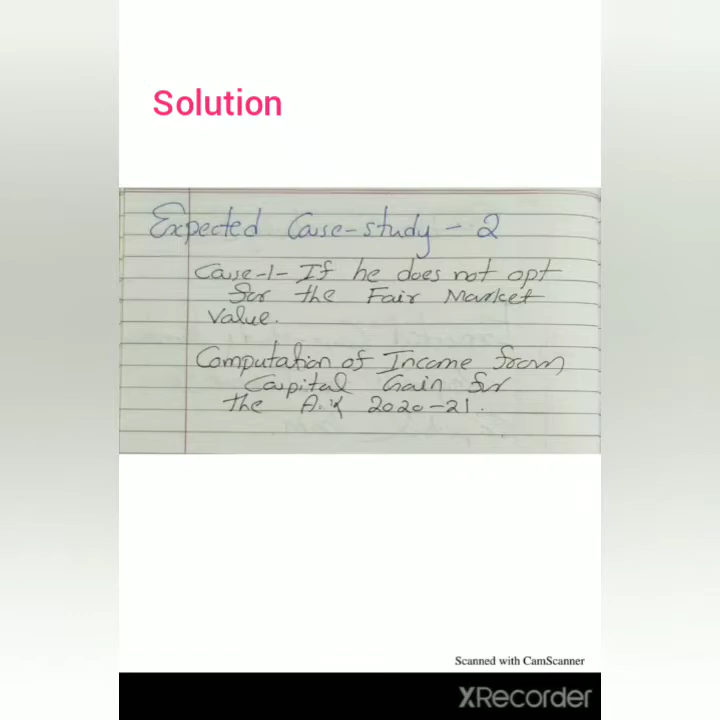 Solution
Expected Case-study - 2
Case-1- If he does not opt
for the Fair Market
Value.
Computation of Income from
Capital Gain for
the A.Y 2020-21.
Scanned with CamScanner
XRecorder